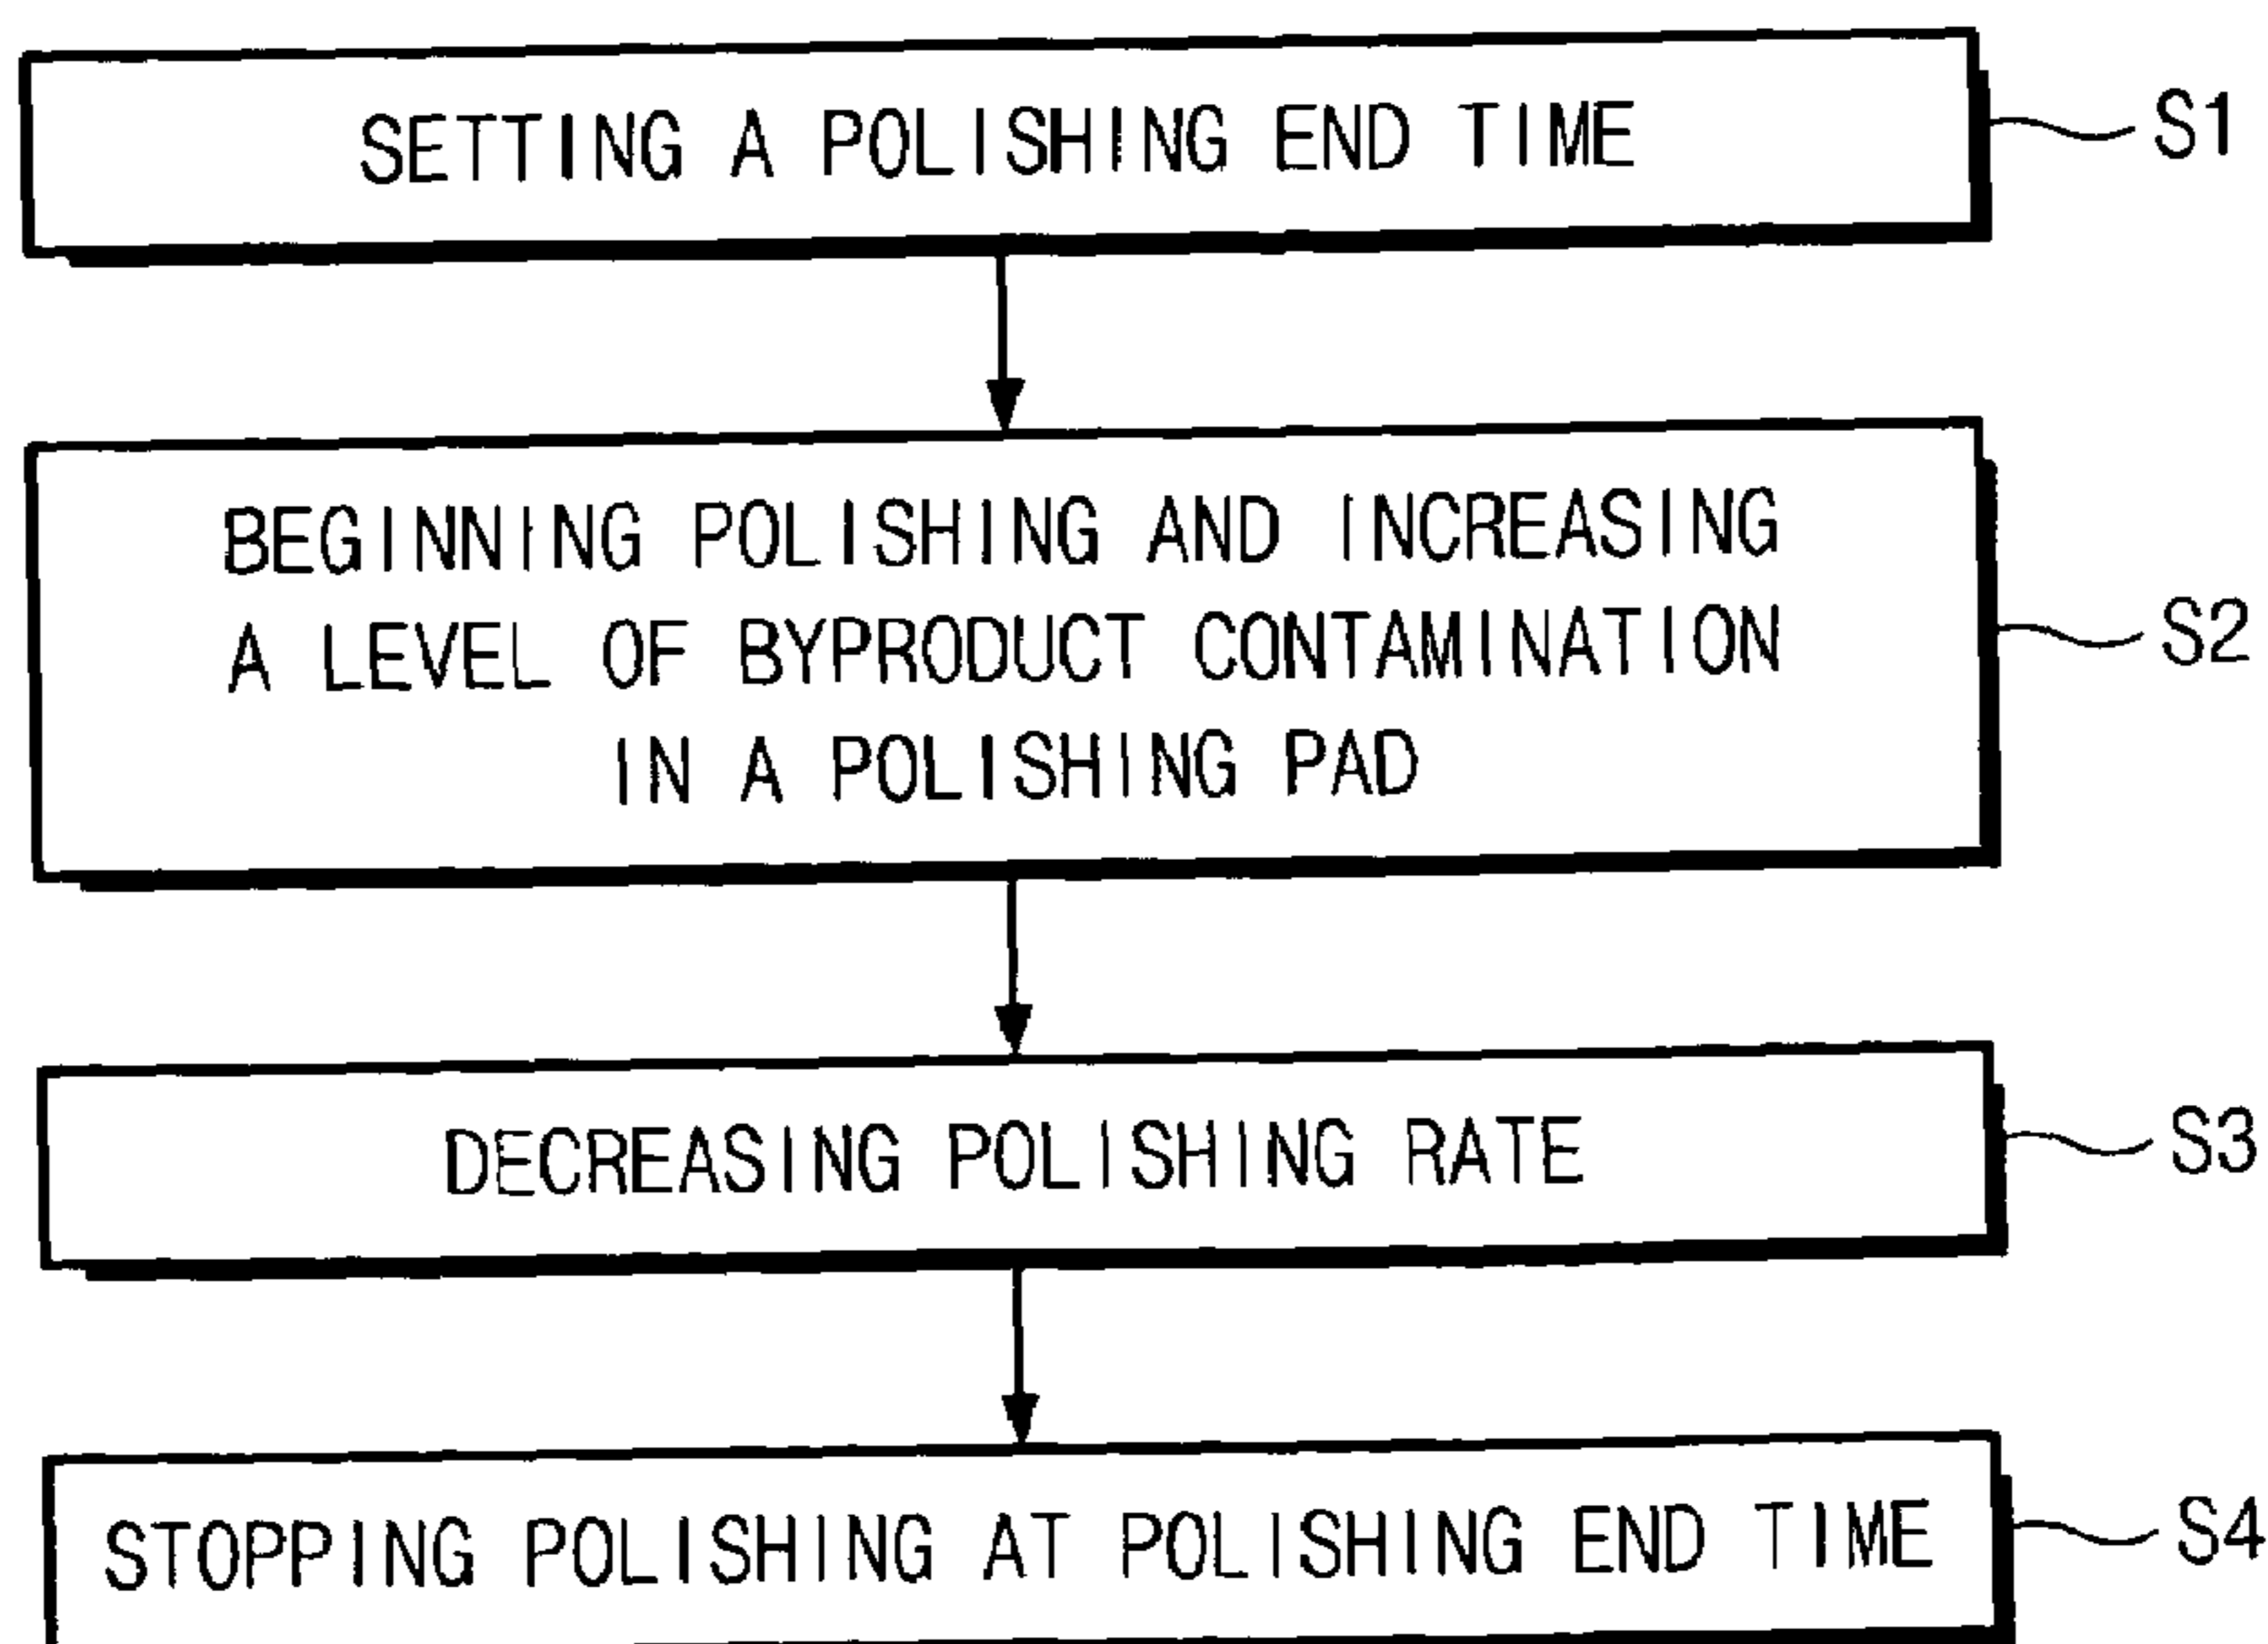 SETTING A POLISHING END TIME S1
BEGINNING POLISHING AND INCREASING
A LEVEL OF BYPRODUCT CONTAMINATION S2
IN A POLISHING PAD
DECREASING POLISHING RATE S3
STOPPING POLISHING AT POLISHING END TIME S4